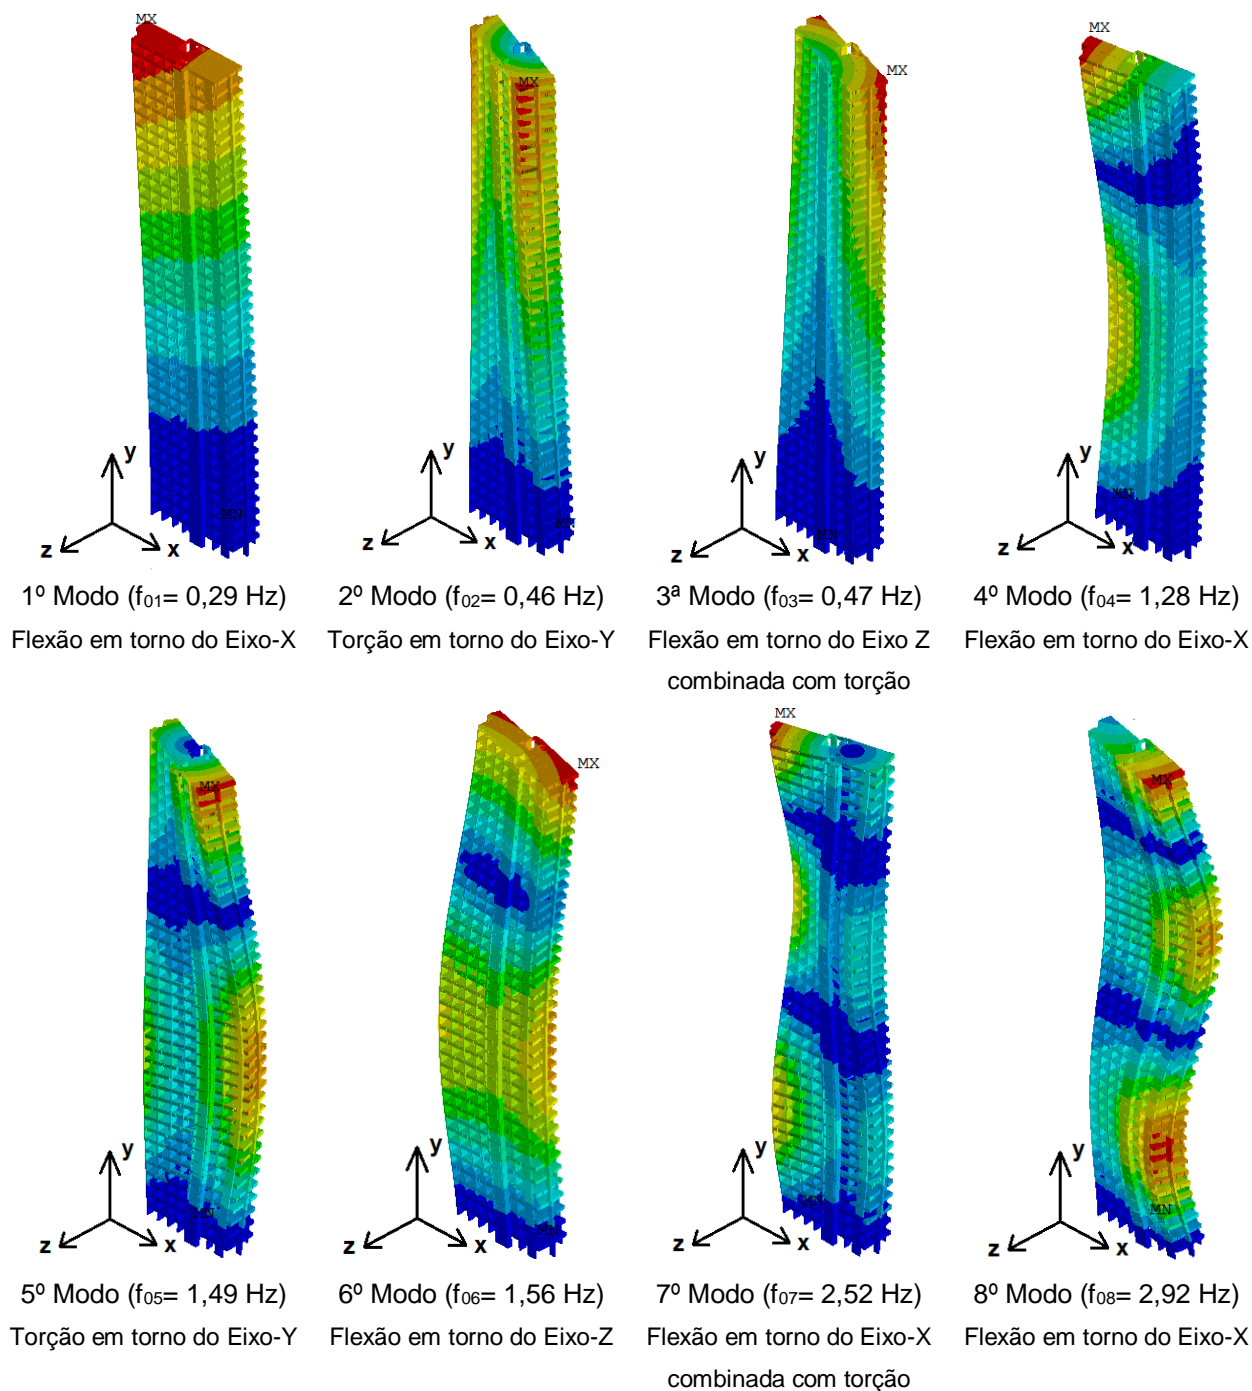 MX
MX
MX
MX
MN
MN
MN
MN
y
z
x
y
z
x
y
z
x
y
z
x
1º Modo (f01= 0,29 Hz)
Flexão em torno do Eixo-X
2º Modo (f02= 0,46 Hz)
Torção em torno do Eixo-Y
3ª Modo (f03= 0,47 Hz)
Flexão em torno do Eixo Z
combinada com torção
4º Modo (f04= 1,28 Hz)
Flexão em torno do Eixo-X
MX
MX
MX
MX
MN
MN
MN
MN
y
z
x
y
z
x
y
z
x
y
z
x
5º Modo (f05= 1,49 Hz)
Torção em torno do Eixo-Y
6º Modo (f06= 1,56 Hz)
Flexão em torno do Eixo-Z
7º Modo (f07= 2,52 Hz)
Flexão em torno do Eixo-X
combinada com torção
8º Modo (f08= 2,92 Hz)
Flexão em torno do Eixo-X